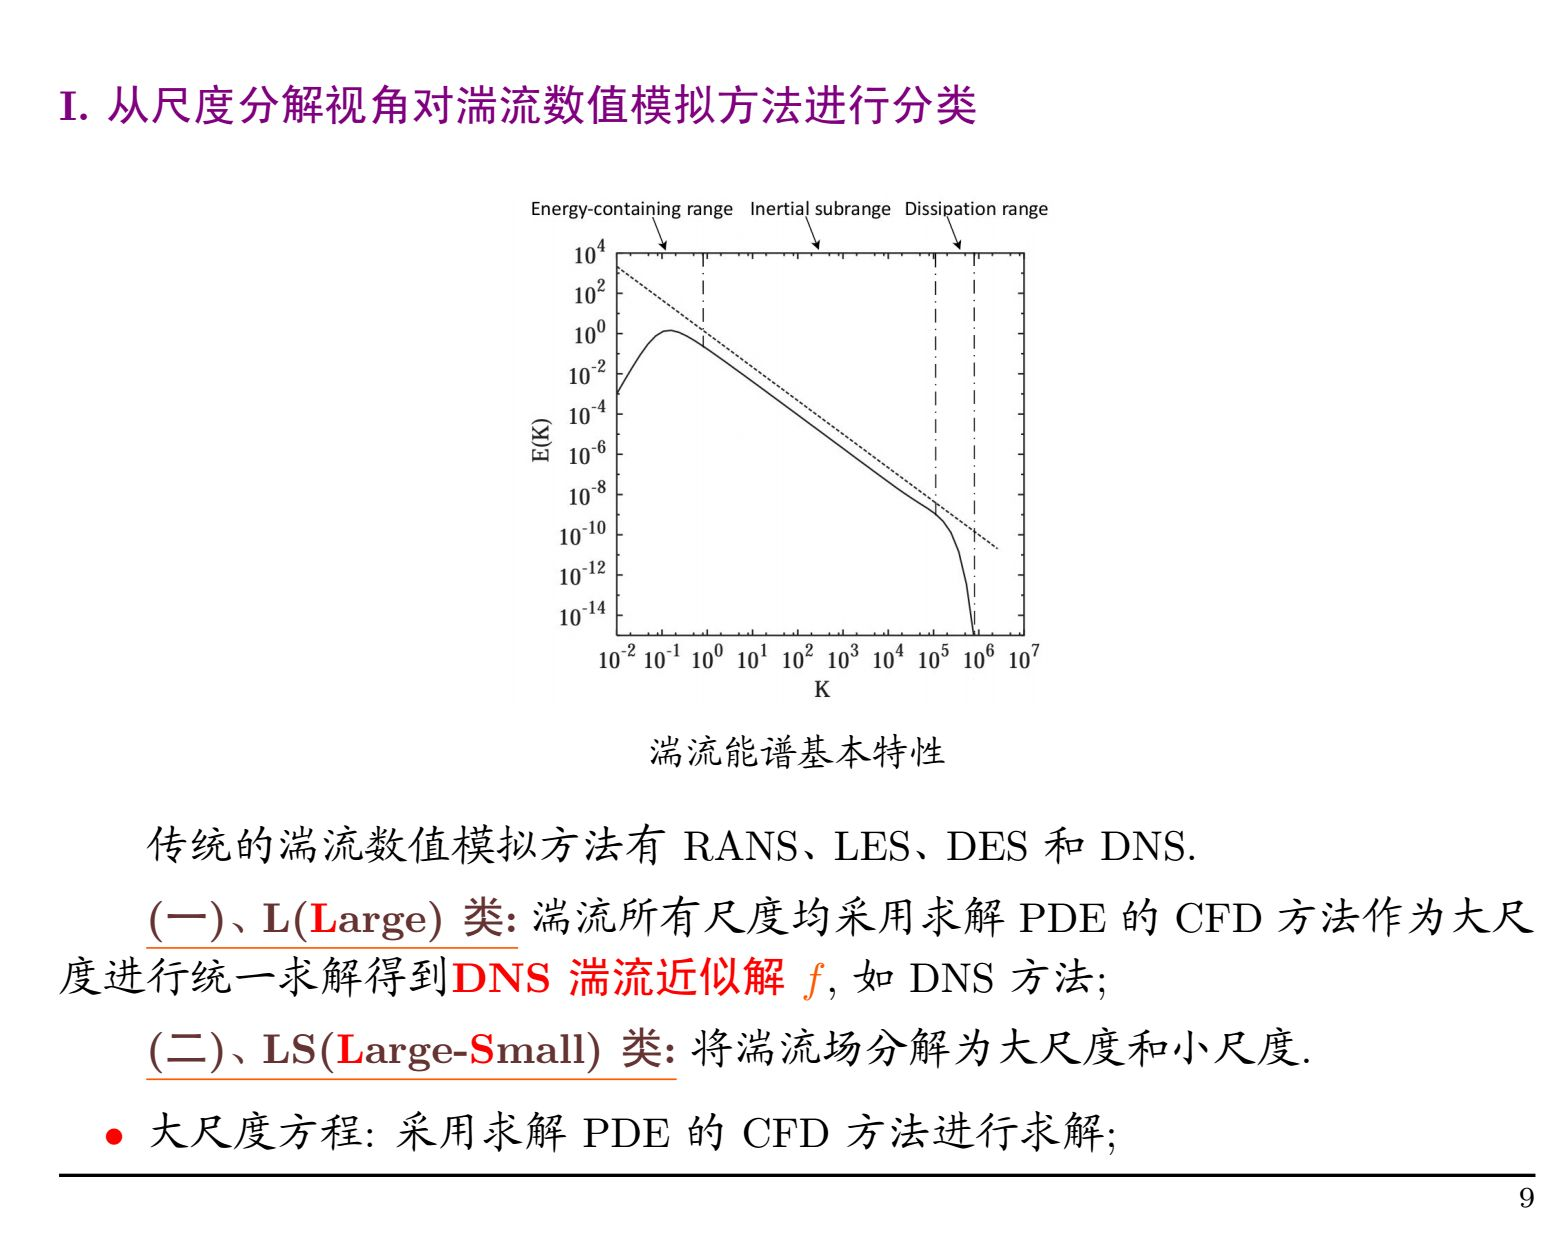 I. 从尺度分解视角对湍流数值模拟方法进行分类
Energy-containing range Inertial subrange Dissipation range
10^4
10^2
10^0
10^-2
10^-4
10^-6
10^-8
10^-10
10^-12
10^-14
E(K)
10^-2 10^-1 10^0 10^1 10^2 10^3 10^4 10^5 10^6 10^7
K
湍流能谱基本特性
传统的湍流数值模拟方法有 RANS、LES、DES 和 DNS.
(一)、L(Large) 类: 湍流所有尺度均采用求解 PDE 的 CFD 方法作为大尺
度进行统一求解得到DNS 湍流近似解 f, 如 DNS 方法;
(二)、LS(Large-Small) 类: 将湍流场分解为大尺度和小尺度.
• 大尺度方程: 采用求解 PDE 的 CFD 方法进行求解;
9